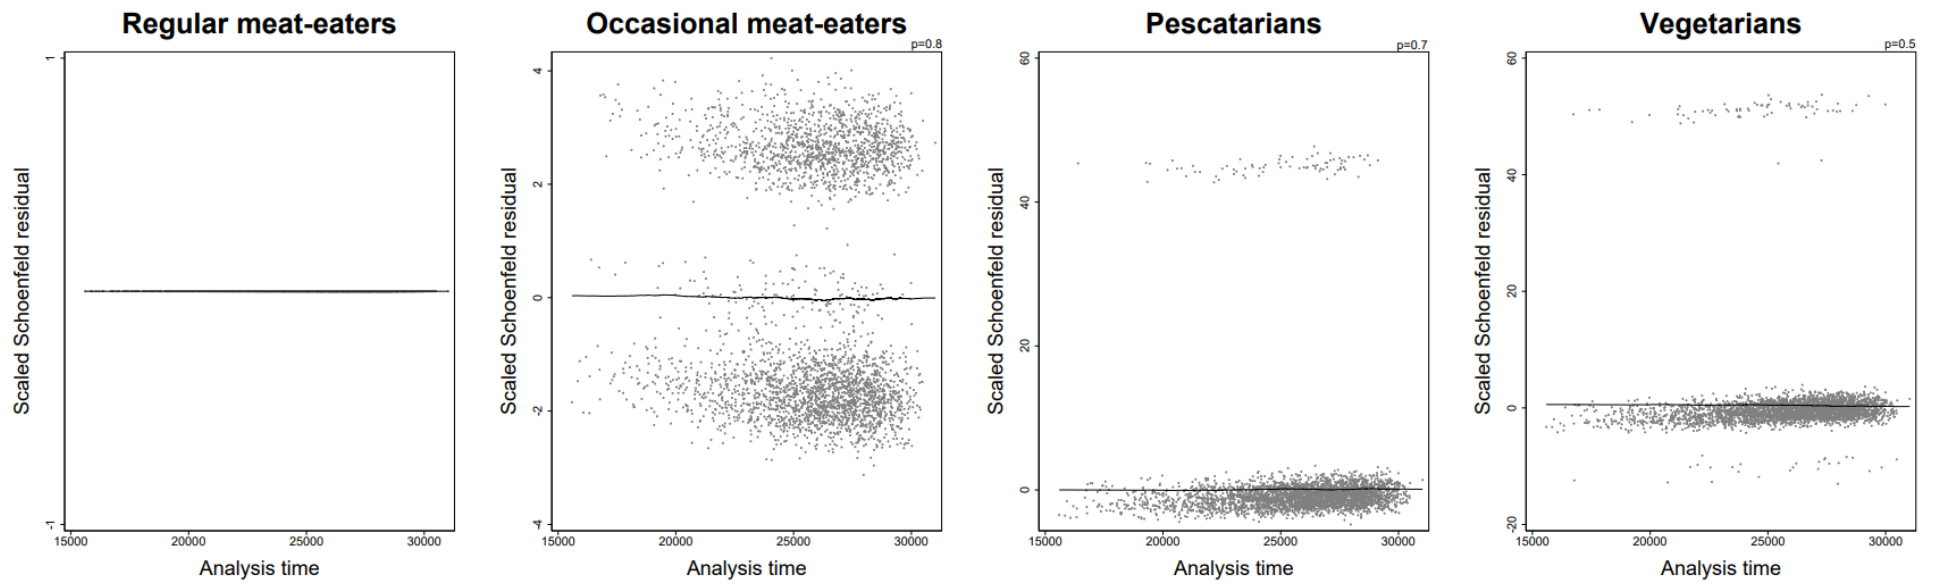 Regular meat-eaters
Scaled Schoenfeld residual
1
-1
15000 20000 25000 30000
Analysis time
Occasional meat-eaters
p=0.8
Scaled Schoenfeld residual
4
2
0
-2
-4
15000 20000 25000 30000
Analysis time
Pescatarians
p=0.7
Scaled Schoenfeld residual
60
40
20
0
15000 20000 25000 30000
Analysis time
Vegetarians
p=0.5
Scaled Schoenfeld residual
60
40
20
0
-20
15000 20000 25000 30000
Analysis time